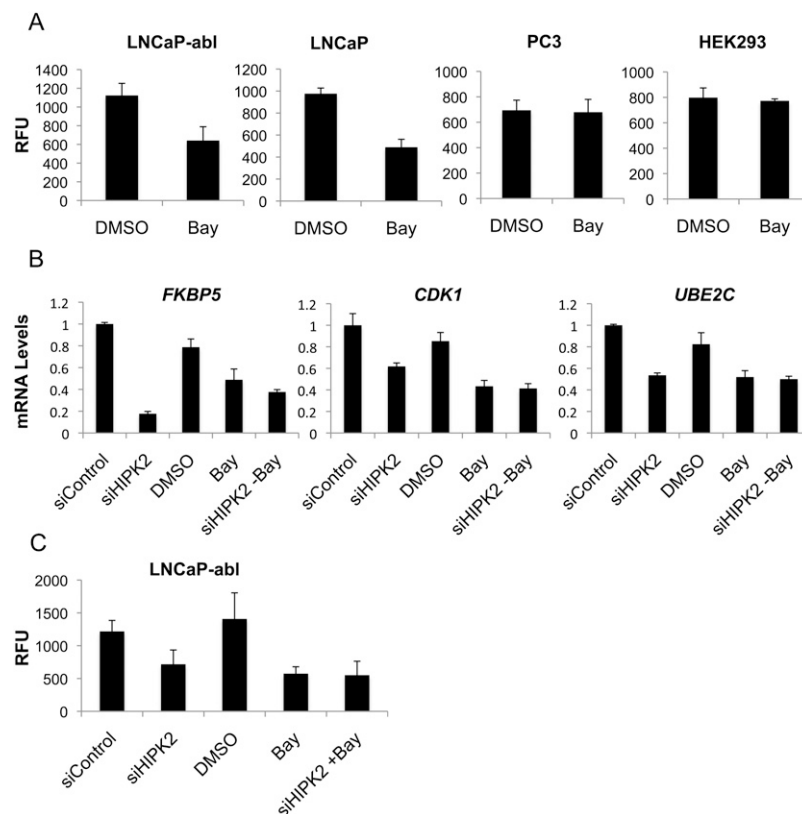 A
LNCaP-abl
LNCaP
PC3
HEK293
RFU
1400
1200
1000
800
600
400
200
0
DMSO
Bay
1200
1000
800
600
400
200
0
DMSO
Bay
1000
800
600
400
200
0
DMSO
Bay
1000
800
600
400
200
0
DMSO
Bay
B
FKBP5
CDK1
UBE2C
mRNA Levels
1.2
1
0.8
0.6
0.4
0.2
0
siControl
siHIPK2
DMSO
Bay
siHIPK2 -Bay
1.2
1
0.8
0.6
0.4
0.2
0
siControl
siHIPK2
DMSO
Bay
siHIPK2 -Bay
1.2
1
0.8
0.6
0.4
0.2
0
siControl
siHIPK2
DMSO
Bay
siHIPK2 -Bay
C
LNCaP-abl
RFU
2000
1500
1000
500
0
siControl
siHIPK2
DMSO
Bay
siHIPK2 +Bay